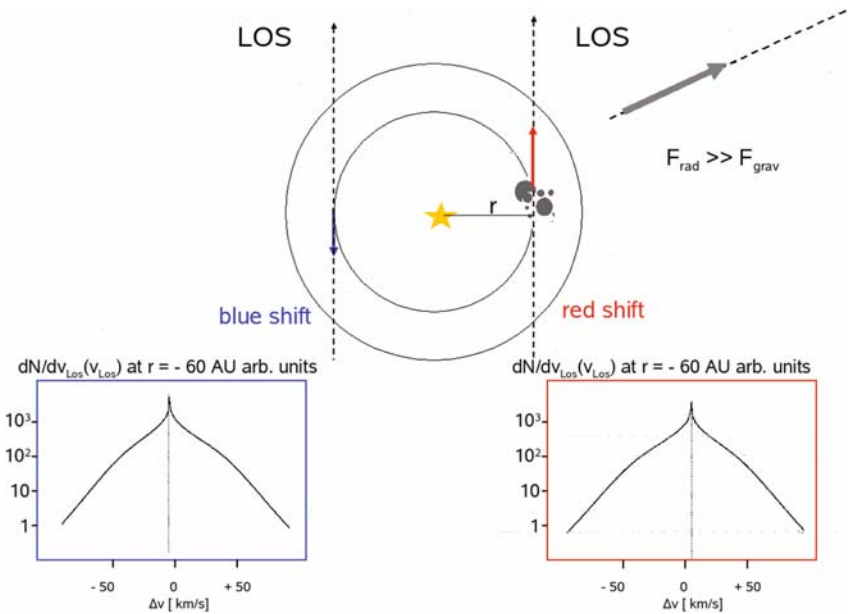 LOS
LOS
F_rad >> F_grav
r
blue shift
red shift
dN/dv_Los(v_Los) at r = - 60 AU arb. units
10³
10²
10
1
- 50
0
+ 50
Δv [ km/s]
dN/dv_Los(v_Los) at r = - 60 AU arb. units
10³
10²
10
1
- 50
0
+ 50
Δv [ km/s]